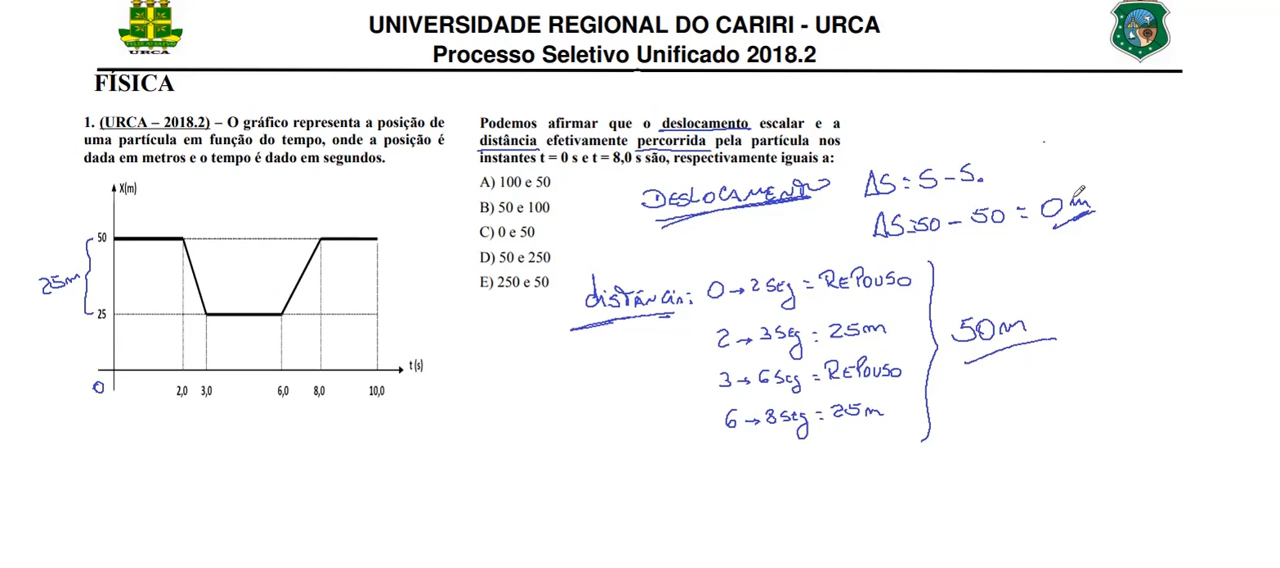 UNIVERSIDADE REGIONAL DO CARIRI - URCA
Processo Seletivo Unificado 2018.2
URCA
FÍSICA
1. (URCA – 2018.2) – O gráfico representa a posição de
uma partícula em função do tempo, onde a posição é
dada em metros e o tempo é dado em segundos.
X(m)
50
25m
25
t(s)
0
2,0 3,0 6,0 8,0 10,0
Podemos afirmar que o deslocamento escalar e a
distância efetivamente percorrida pela partícula nos
instantes t = 0 s e t = 8,0 s são, respectivamente iguais a:
A) 100 e 50
B) 50 e 100
C) 0 e 50
D) 50 e 250
E) 250 e 50
DESLOCAMENTO
ΔS = S - S₀
ΔS = 50 - 50 = 0 m
distância: 0 → 2 seg = REPOUSO
2 → 3 seg = 25m
3 → 6 seg = REPOUSO
6 → 8 seg = 25m
50m